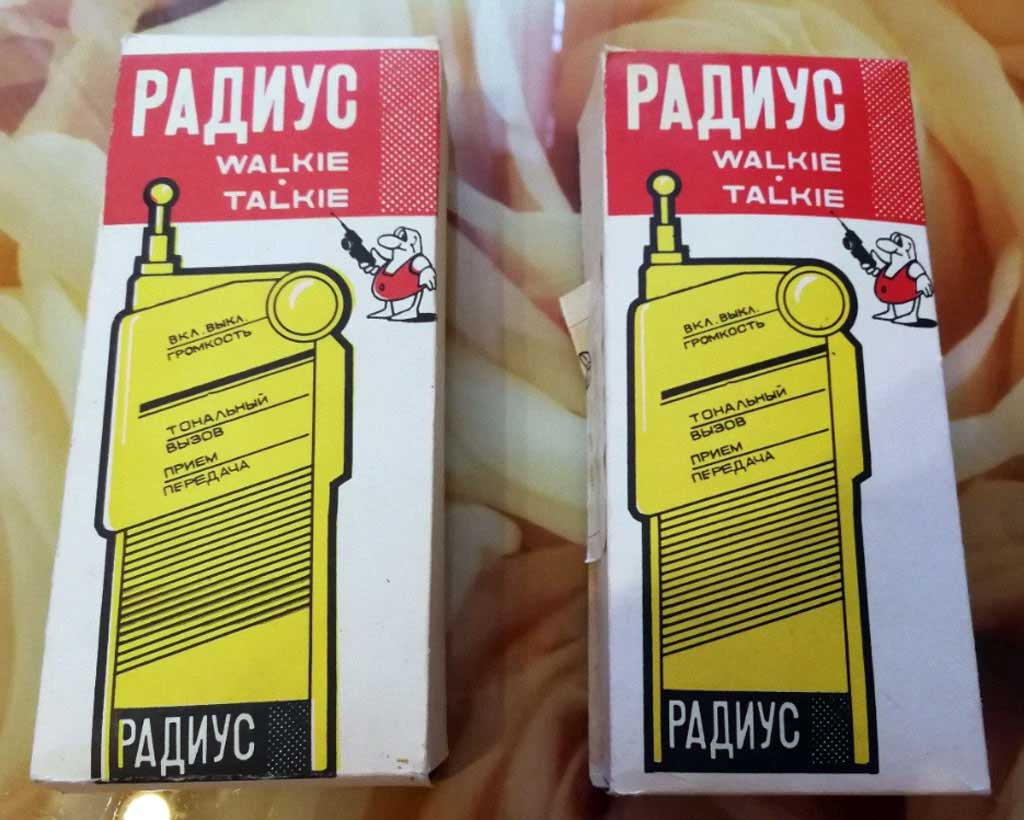 РАДИУС
WALKIE
TALKIE
ВКЛ. ВЫКЛ.
ГРОМКОСТЬ
ТОНАЛЬНЫЙ
ВЫЗОВ
ПРИЕМ
ПЕРЕДАЧА
РАДИУС
РАДИУС
WALKIE
TALKIE
ВКЛ. ВЫКЛ.
ГРОМКОСТЬ
ТОНАЛЬНЫЙ
ВЫЗОВ
ПРИЕМ
ПЕРЕДАЧА
РАДИУС